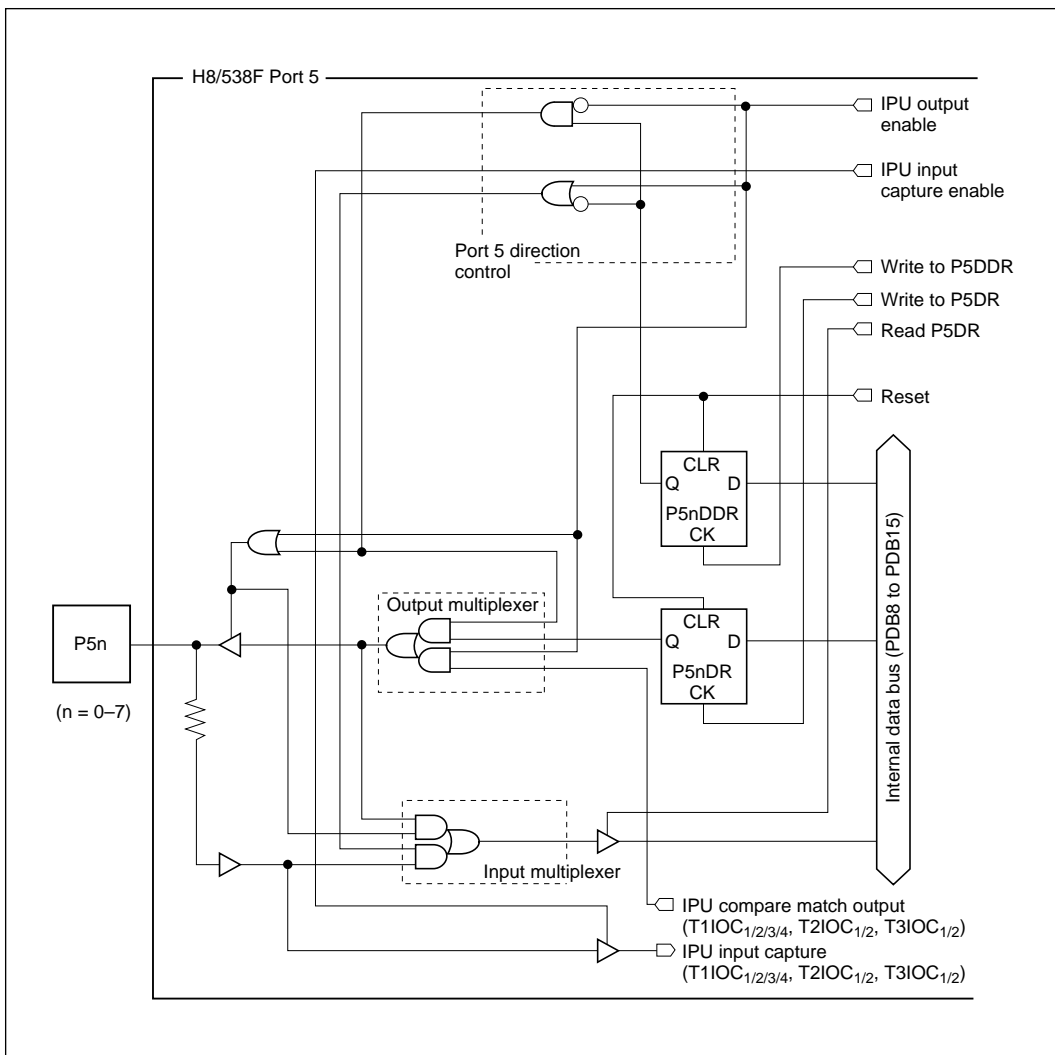 H8/538F Port 5
IPU output
enable
IPU input
capture enable
Port 5 direction
control
Write to P5DDR
Write to P5DR
Read P5DR
Reset
CLR
Q D
P5nDDR
CK
Internal data bus (PDB8 to PDB15)
Output multiplexer
P5n
(n = 0–7)
CLR
Q D
P5nDR
CK
Input multiplexer
IPU compare match output
(T1IOC1/2/3/4, T2IOC1/2, T3IOC1/2)
IPU input capture
(T1IOC1/2/3/4, T2IOC1/2, T3IOC1/2)